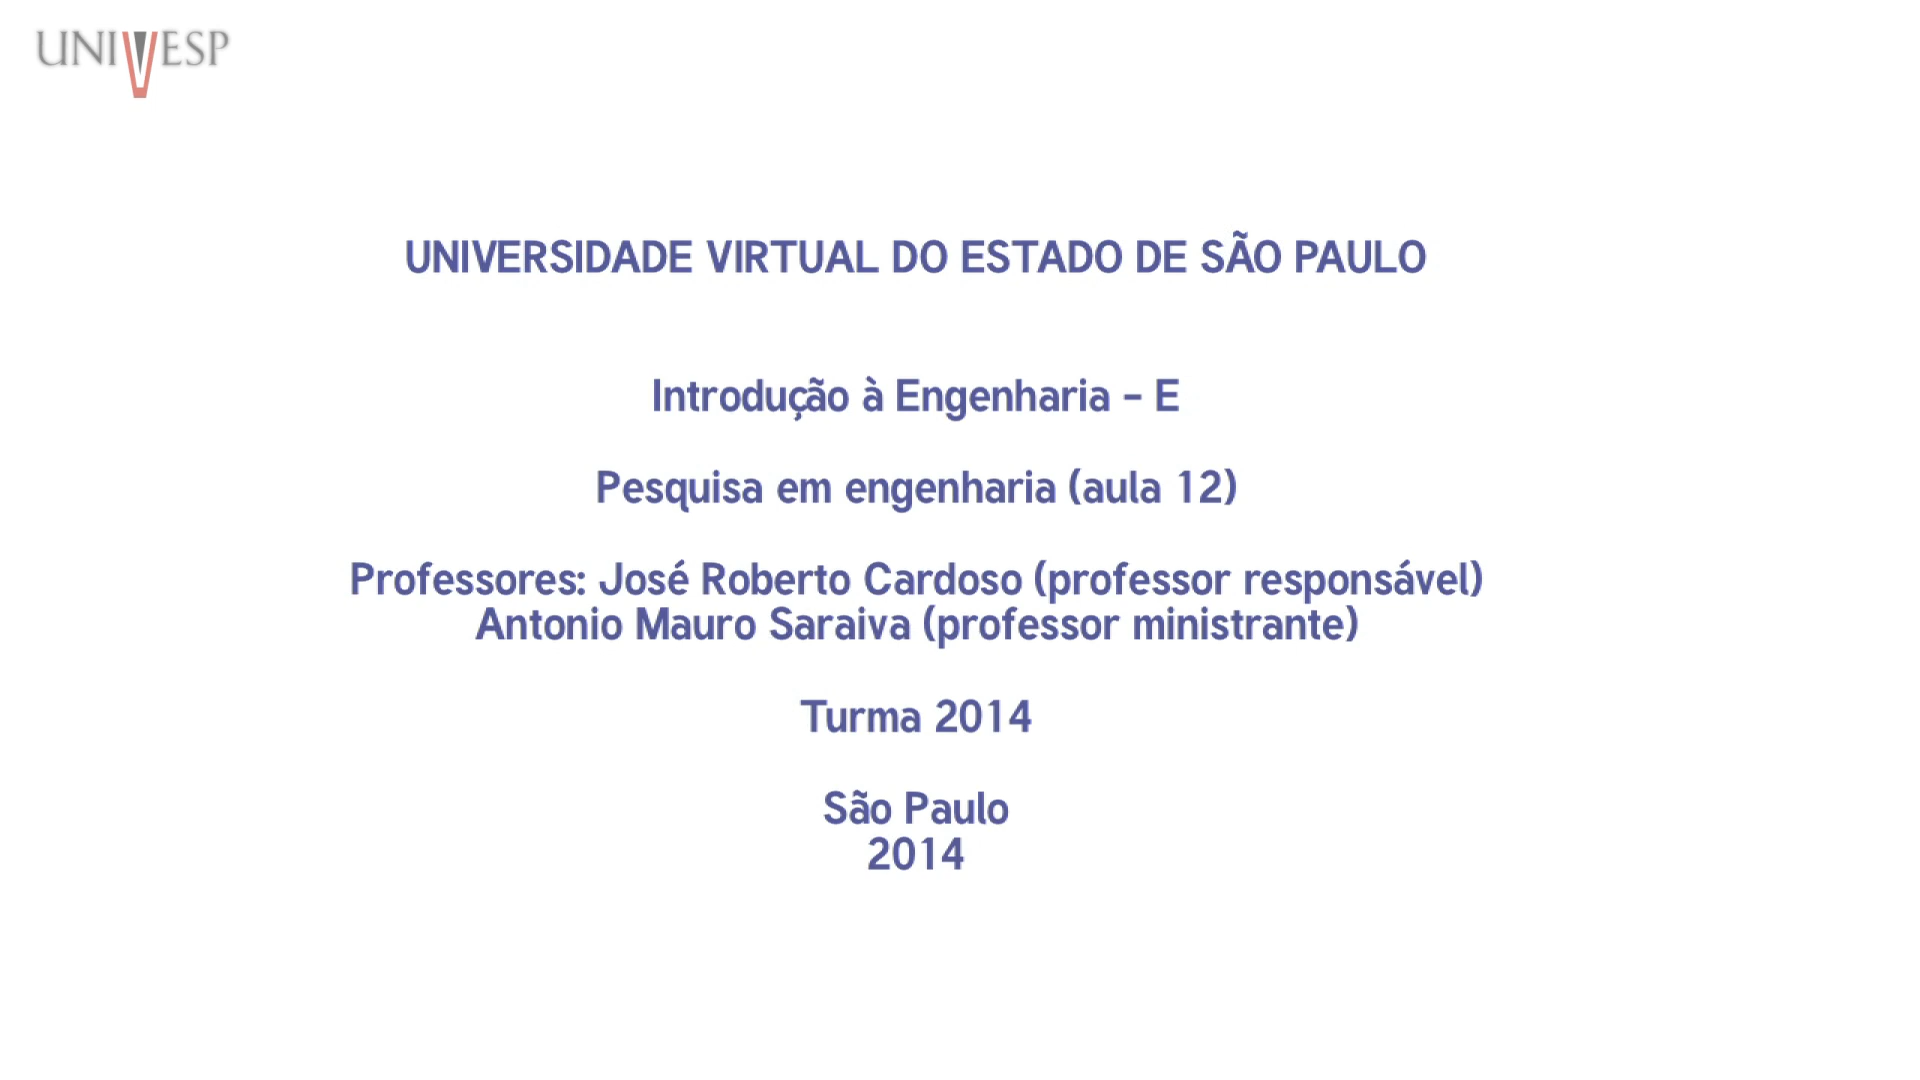 UNIVESP
UNIVERSIDADE VIRTUAL DO ESTADO DE SÃO PAULO
Introdução à Engenharia - E
Pesquisa em engenharia (aula 12)
Professores: José Roberto Cardoso (professor responsável)
Antonio Mauro Saraiva (professor ministrante)
Turma 2014
São Paulo
2014